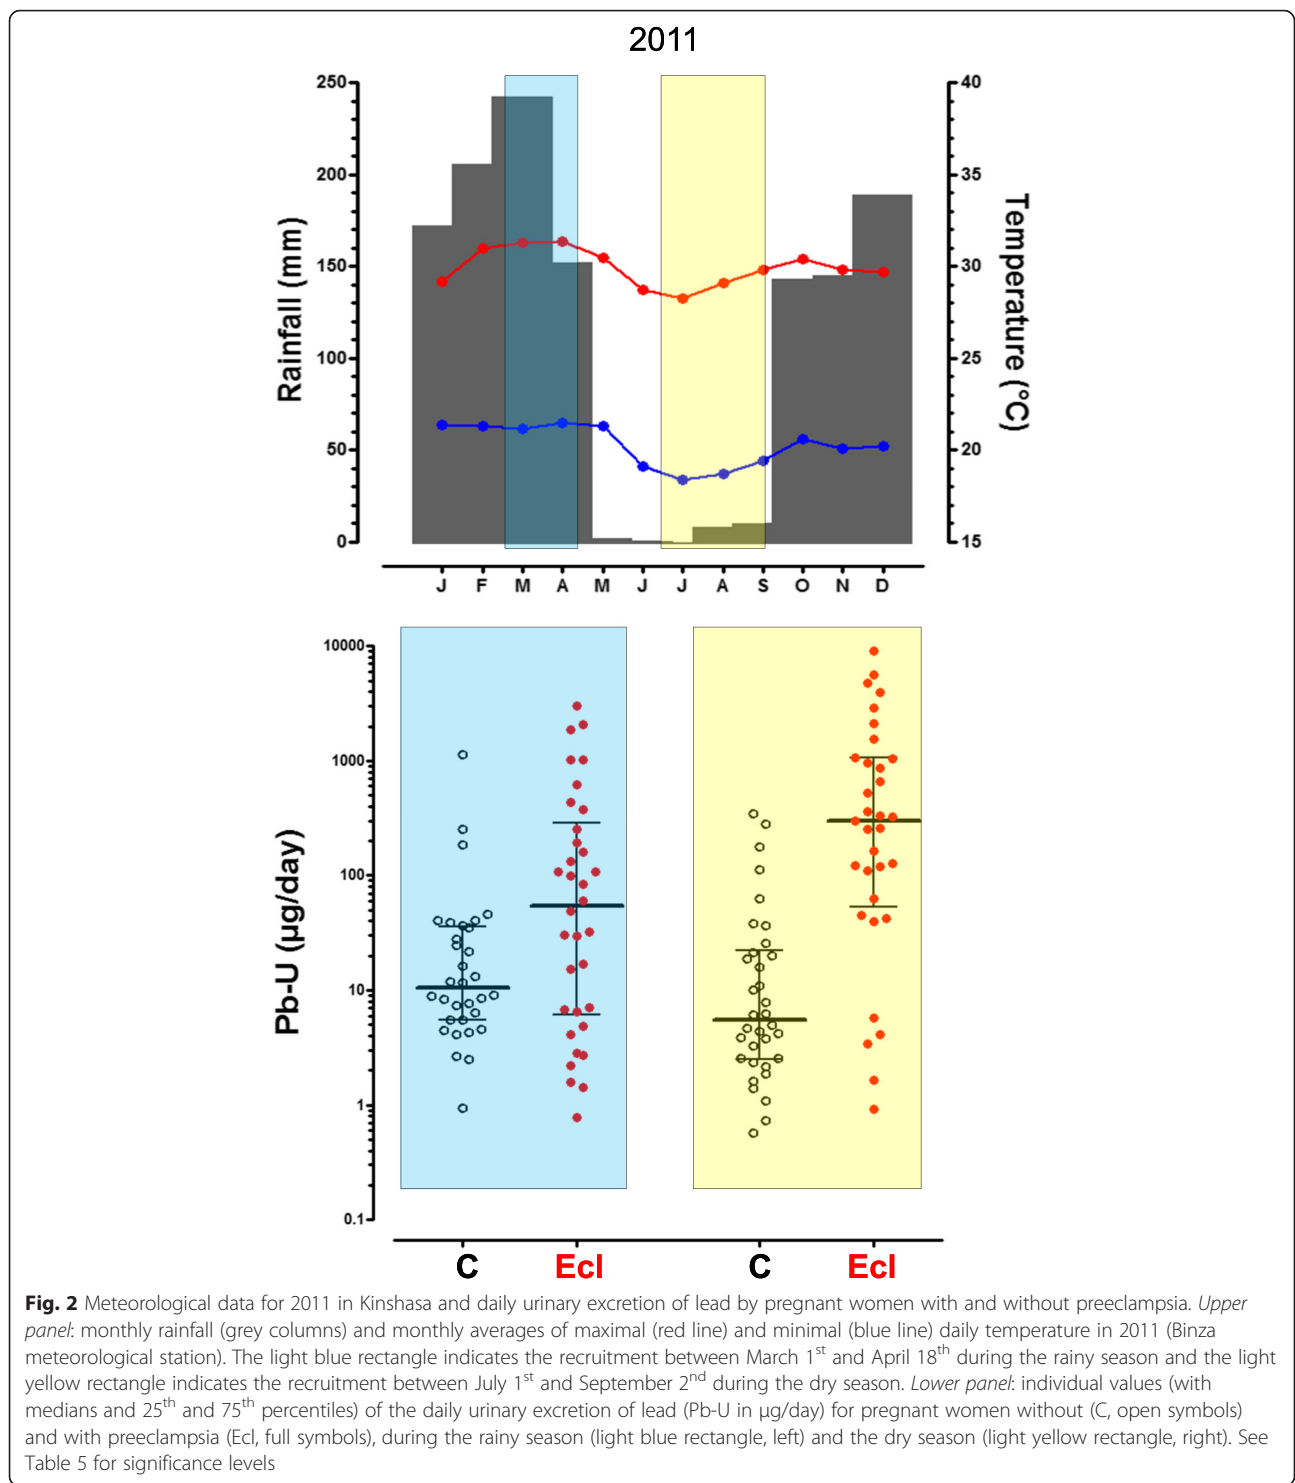 2011
250
200
150
100
50
0
Rainfall (mm)
40
35
30
25
20
15
Temperature (°C)
J F M A M J J A S O N D
10000
1000
100
10
1
0.1
Pb-U (µg/day)
C Ecl C Ecl
Fig. 2 Meteorological data for 2011 in Kinshasa and daily urinary excretion of lead by pregnant women with and without preeclampsia. Upper
panel: monthly rainfall (grey columns) and monthly averages of maximal (red line) and minimal (blue line) daily temperature in 2011 (Binza
meteorological station). The light blue rectangle indicates the recruitment between March 1st and April 18th during the rainy season and the light
yellow rectangle indicates the recruitment between July 1st and September 2nd during the dry season. Lower panel: individual values (with
medians and 25th and 75th percentiles) of the daily urinary excretion of lead (Pb-U in µg/day) for pregnant women without (C, open symbols)
and with preeclampsia (Ecl, full symbols), during the rainy season (light blue rectangle, left) and the dry season (light yellow rectangle, right). See
Table 5 for significance levels